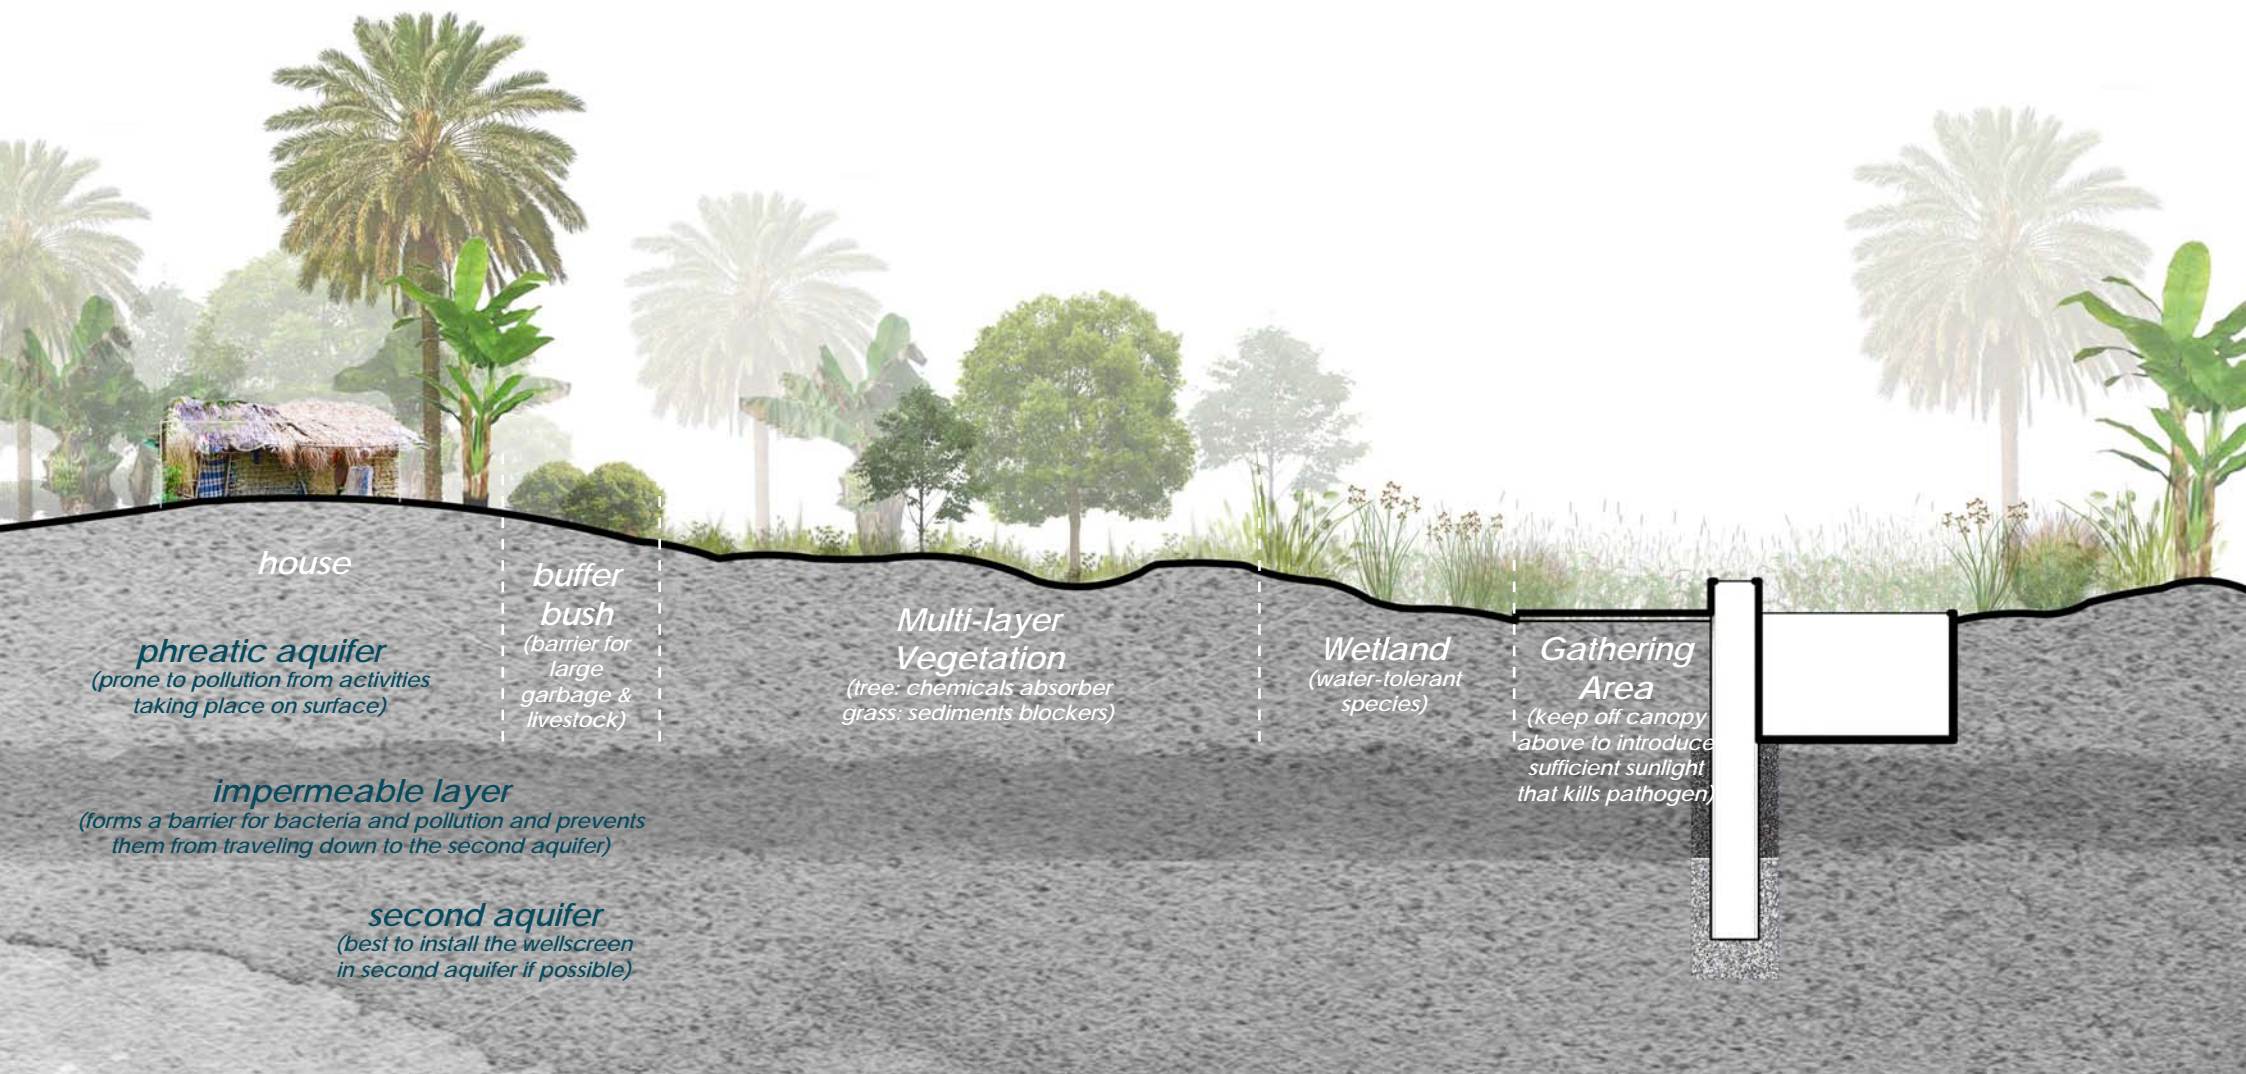 house
phreatic aquifer
(prone to pollution from activities
taking place on surface)
impermeable layer
(forms a barrier for bacteria and pollution and prevents
them from traveling down to the second aquifer)
second aquifer
(best to install the wellscreen
in second aquifer if possible)
buffer
bush
(barrier for
large
garbage &
livestock)
Multi-layer
Vegetation
(tree: chemicals absorber
grass: sediments blockers)
Wetland
(water-tolerant
species)
Gathering
Area
(keep off canopy
above to introduce
sufficient sunlight
that kills pathogen)